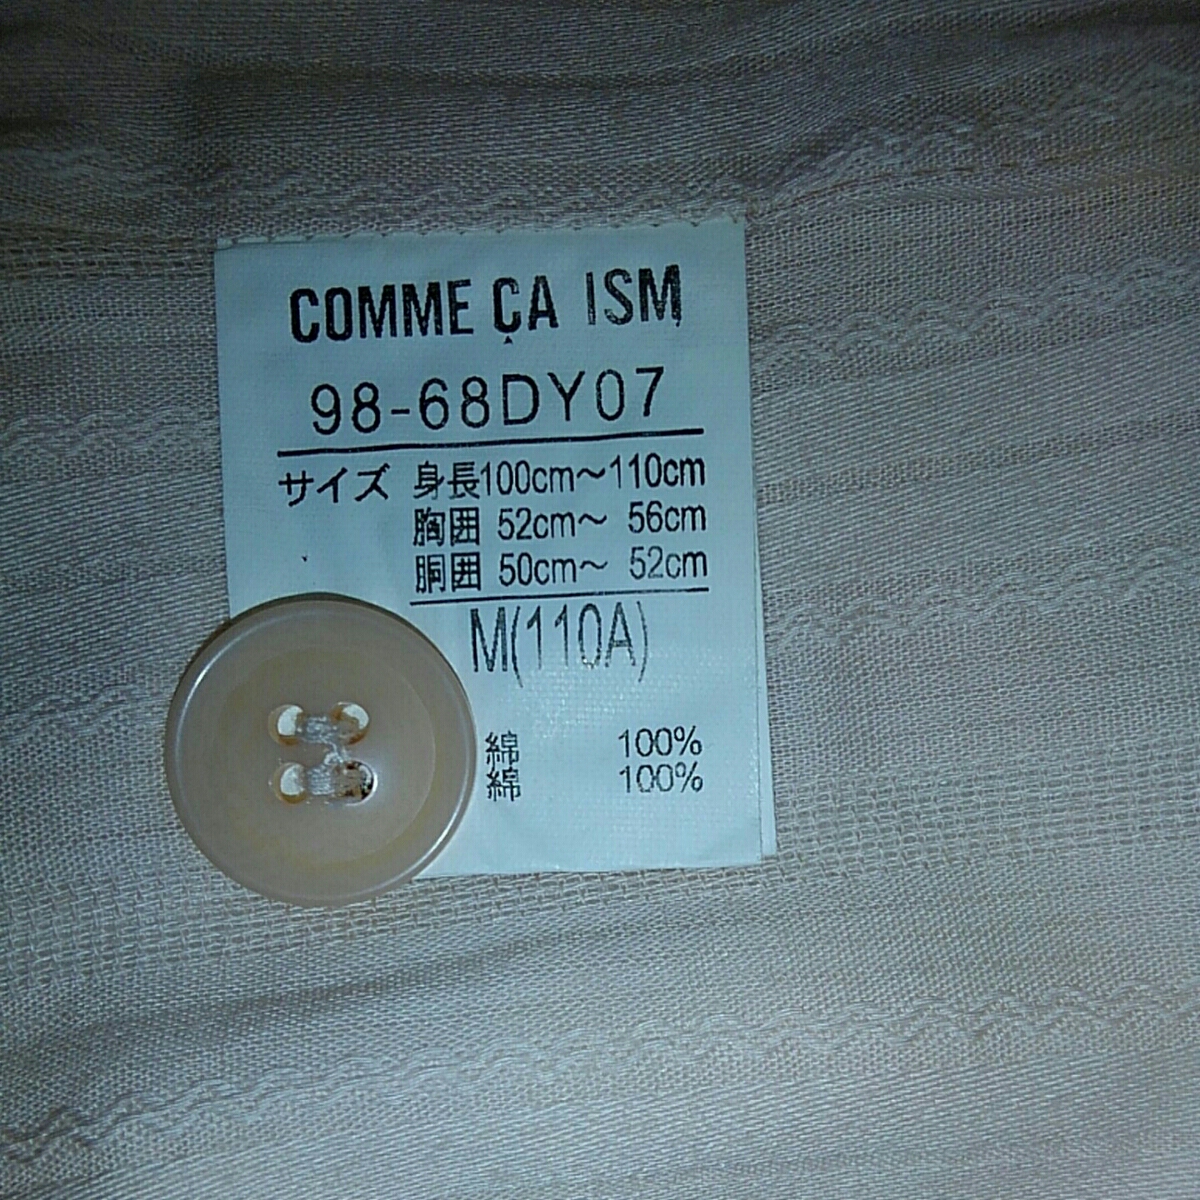 COMME ÇA ISM
98-68DY07
サイズ 身長100cm～110cm
胸囲 52cm～ 56cm
胴囲 50cm～ 52cm
M(110A)
綿 100%
綿 100%